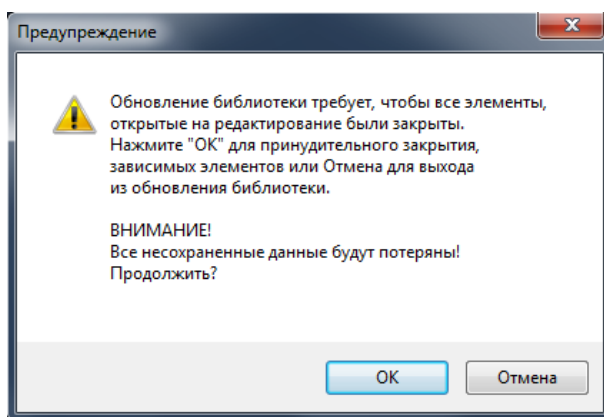 Предупреждение
Обновление библиотеки требует, чтобы все элементы,
открытые на редактирование были закрыты.
Нажмите "ОК" для принудительного закрытия,
зависимых элементов или Отмена для выхода
из обновления библиотеки.
ВНИМАНИЕ!
Все несохраненные данные будут потеряны!
Продолжить?
ОК
Отмена